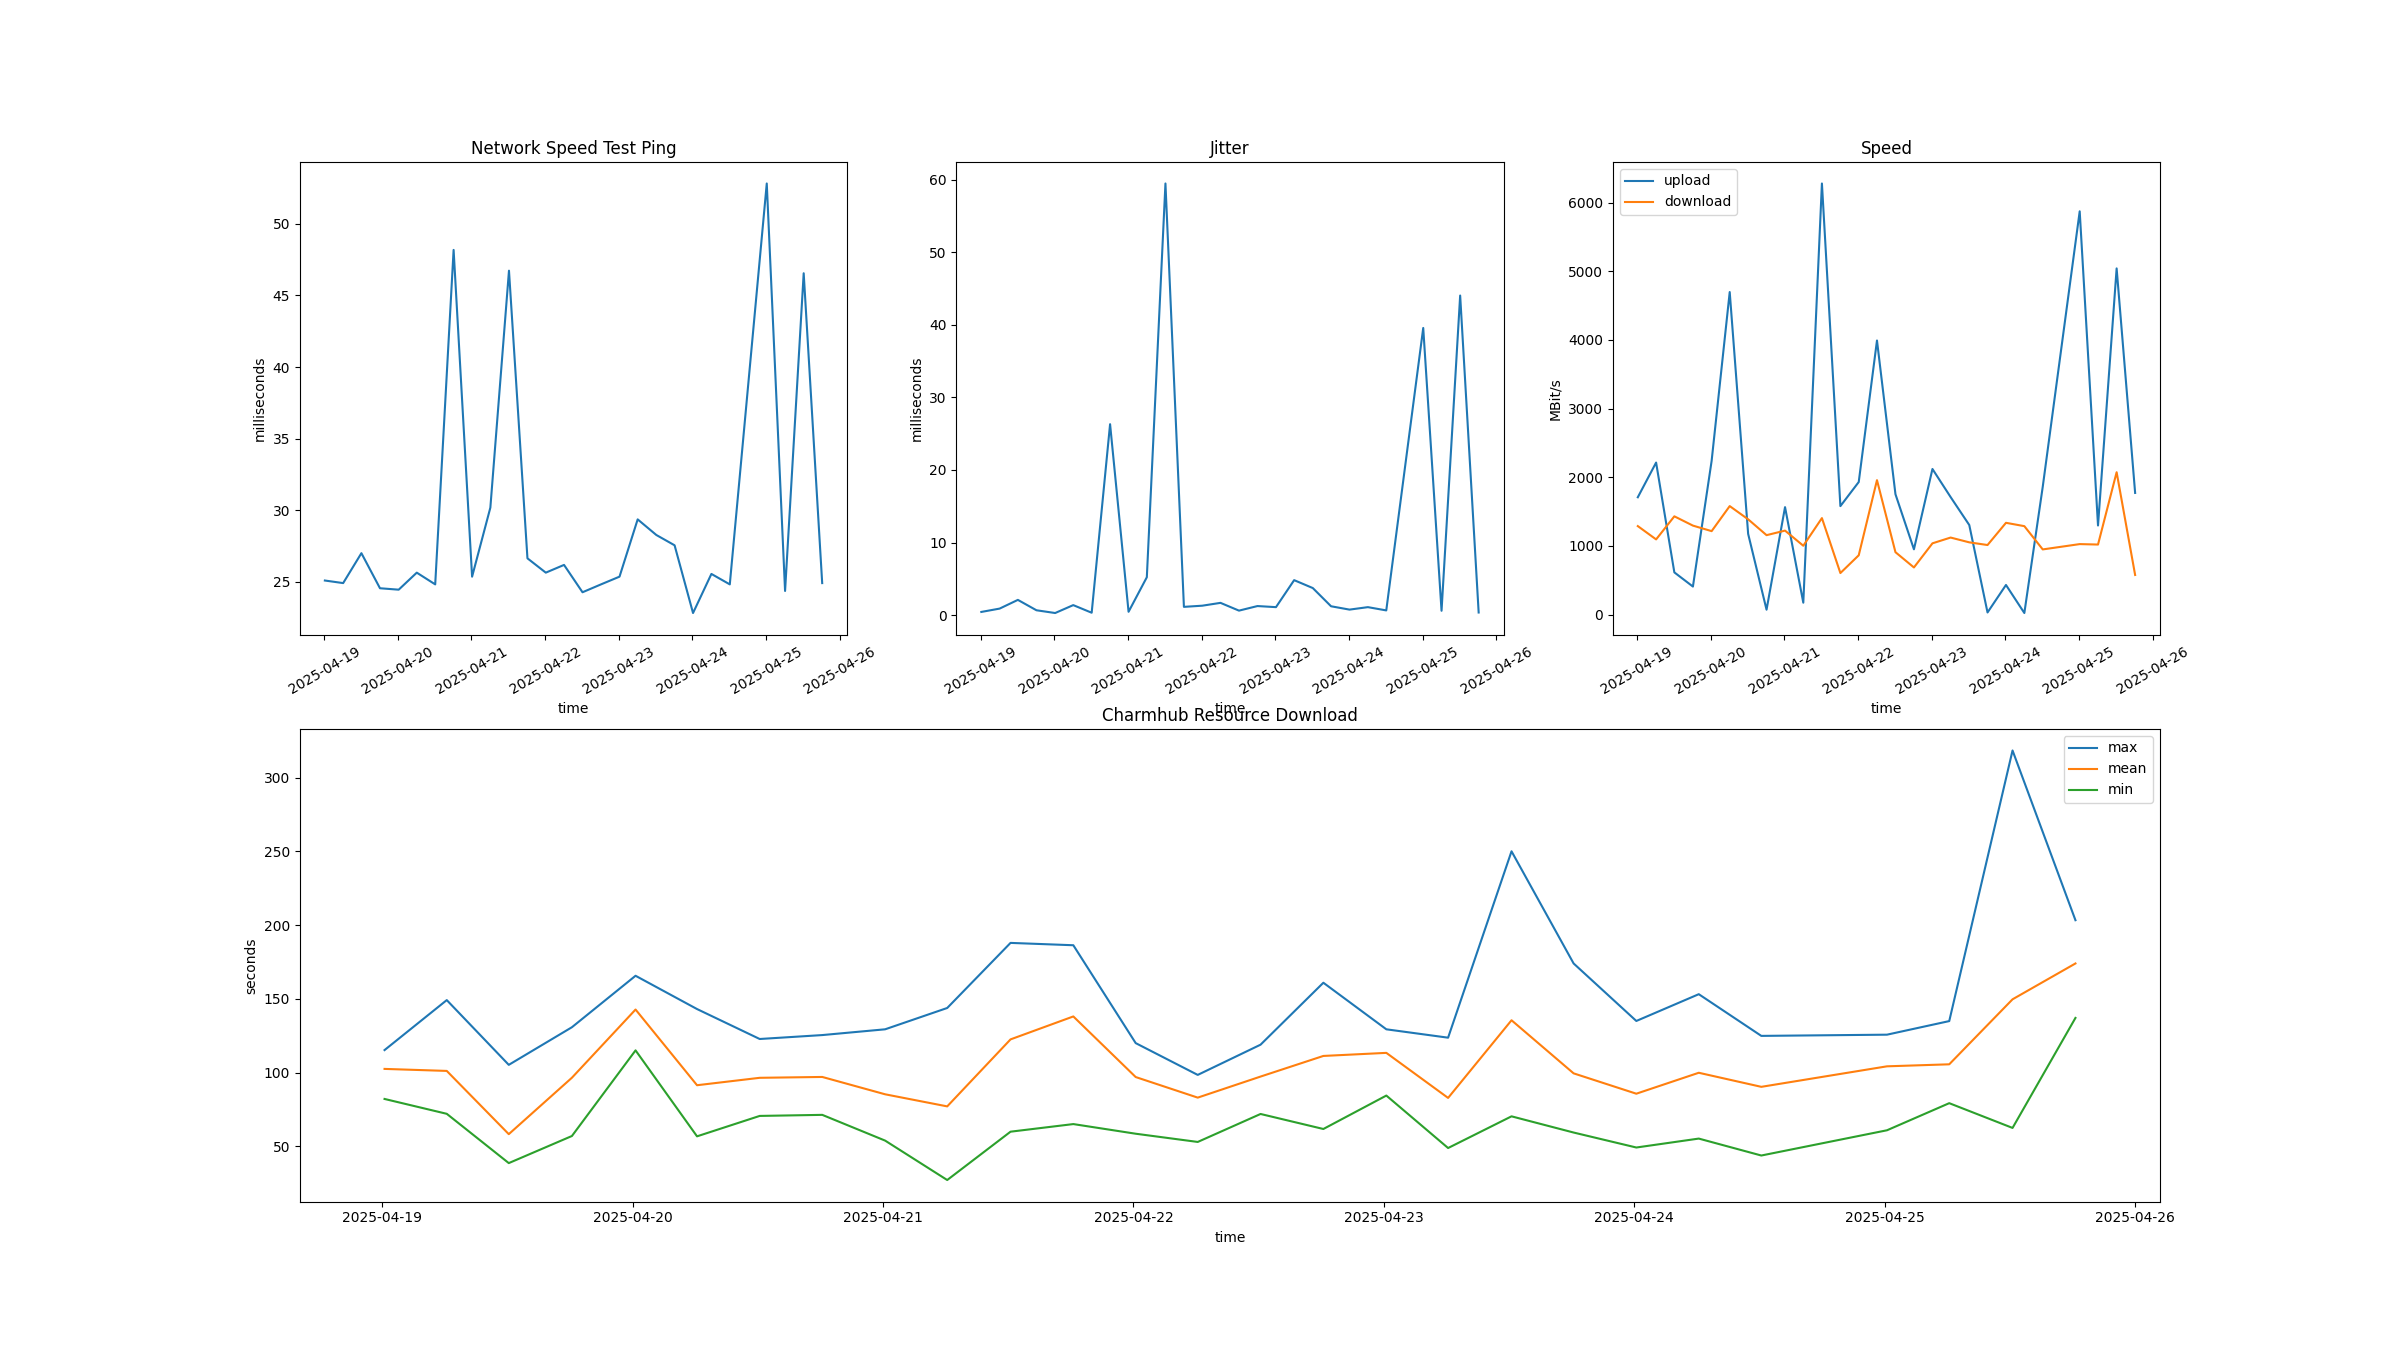 Network Speed Test Ping
milliseconds
50
45
40
35
30
25
2025-04-19 2025-04-20 2025-04-21 2025-04-22 2025-04-23 2025-04-24 2025-04-25 2025-04-26
time
Jitter
milliseconds
60
50
40
30
20
10
0
2025-04-19 2025-04-20 2025-04-21 2025-04-22 2025-04-23 2025-04-24 2025-04-25 2025-04-26
time
Speed
upload
download
MBit/s
6000
5000
4000
3000
2000
1000
0
2025-04-19 2025-04-20 2025-04-21 2025-04-22 2025-04-23 2025-04-24 2025-04-25 2025-04-26
time
Charmhub Resource Download
max
mean
min
seconds
300
250
200
150
100
50
2025-04-19 2025-04-20 2025-04-21 2025-04-22 2025-04-23 2025-04-24 2025-04-25 2025-04-26
time